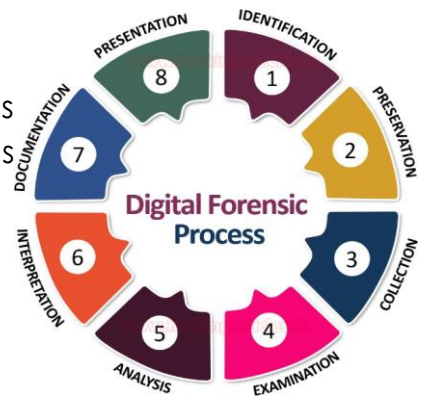 Digital Forensic
Process
IDENTIFICATION
1
PRESERVATION
2
COLLECTION
3
EXAMINATION
4
ANALYSIS
5
INTERPRETATION
6
DOCUMENTATION
7
PRESENTATION
8
S
S